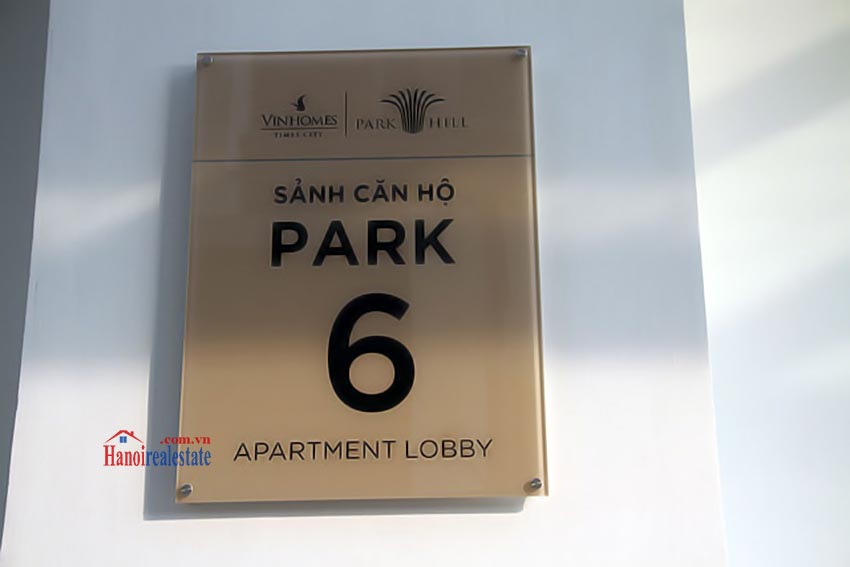 VINHOMES
TIMES CITY
PARK HILL
SẢNH CĂN HỘ
PARK
6
APARTMENT LOBBY
.com.vn
Hanoirealestate